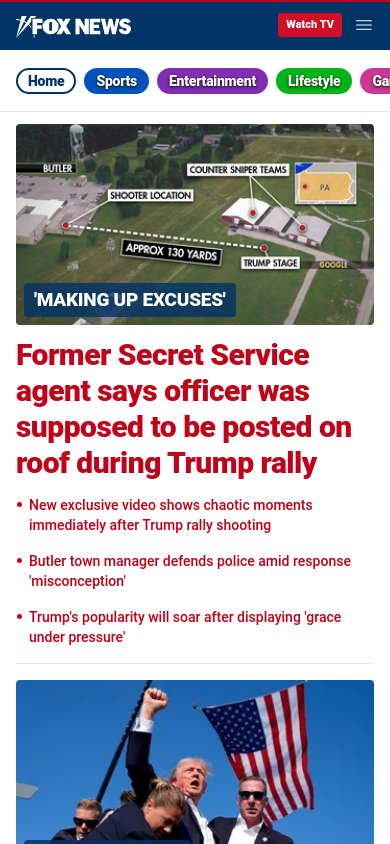 FOX NEWS
Watch TV
Home
Sports
Entertainment
Lifestyle
Ga
BUTLER
COUNTER SNIPER TEAMS
SHOOTER LOCATION
PA
APPROX 130 YARDS
TRUMP STAGE
GOOGLE
'MAKING UP EXCUSES'
Former Secret Service
agent says officer was
supposed to be posted on
roof during Trump rally
New exclusive video shows chaotic moments
immediately after Trump rally shooting
Butler town manager defends police amid response
'misconception'
Trump's popularity will soar after displaying 'grace
under pressure'